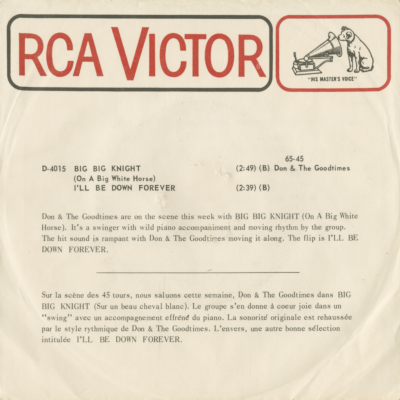 RCA VICTOR
"HIS MASTER'S VOICE"
65-45
D-4015 BIG BIG KNIGHT (2:49) (B) Don & The Goodtimes
(On A Big White Horse)
I'LL BE DOWN FOREVER (2:39) (B)
Don & The Goodtimes are on the scene this week with BIG BIG KNIGHT (On A Big White
Horse). It's a swinger with wild piano accompaniment and moving rhythm by the group.
The hit sound is rampant with Don & The Goodtimes moving it along. The flip is I'LL BE
DOWN FOREVER.
Sur la scène des 45 tours, nous saluons cette semaine, Don & The Goodtimes dans BIG
BIG KNIGHT (Sur un beau cheval blanc). Le groupe s'en donne à coeur joie dans un
"swing" avec un accompagnement effréné du piano. La sonorité originale est rehaussée
par le style rythmique de Don & The Goodtimes. L'envers, une autre bonne sélection
intitulée I'LL BE DOWN FOREVER.